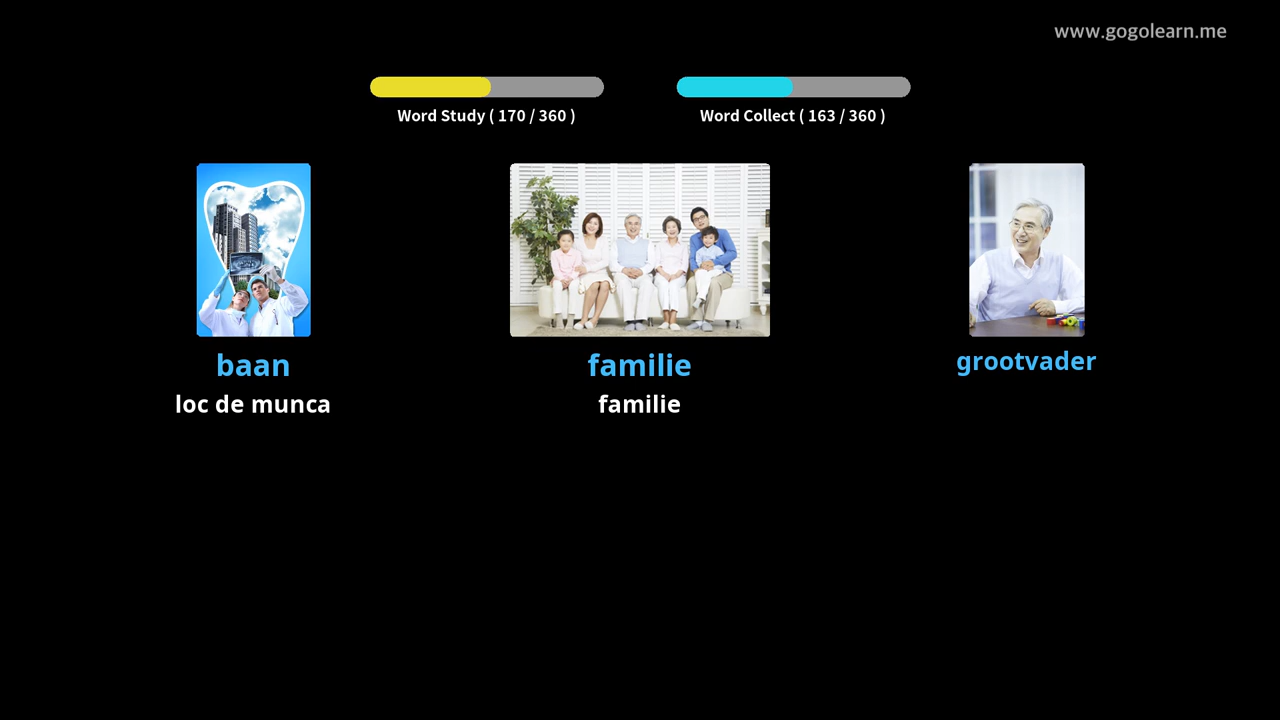 www.gogolearn.me
Word Study ( 170 / 360 )
Word Collect ( 163 / 360 )
baan
loc de munca
familie
familie
grootvader